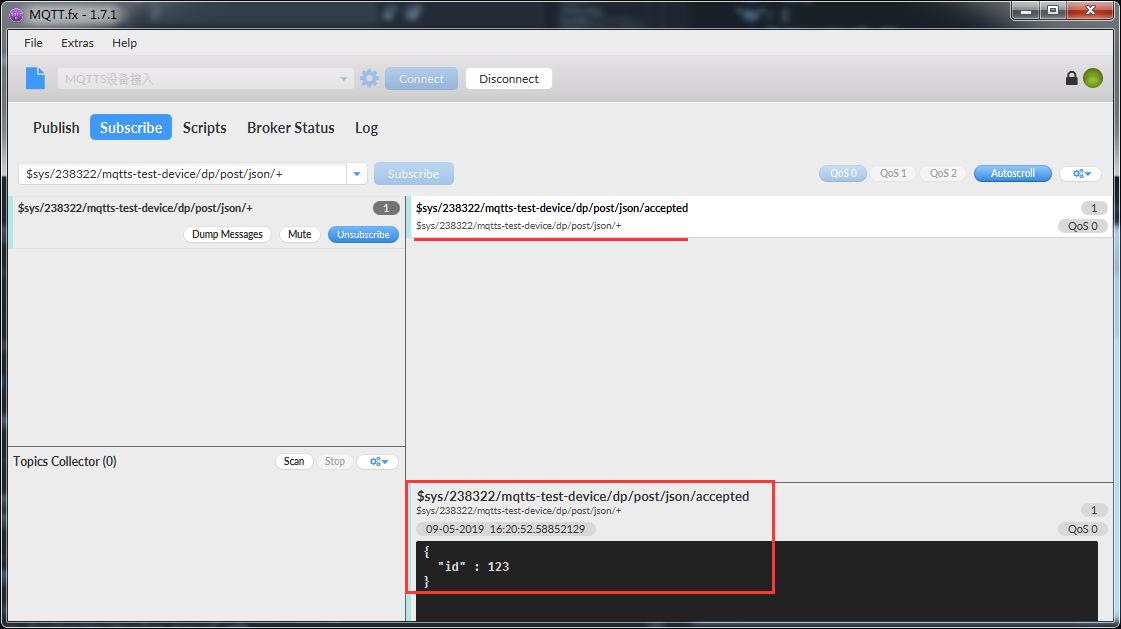 MQTT.fx - 1.7.1
File Extras Help
MQTTS设备接入 Connect Disconnect
Publish Subscribe Scripts Broker Status Log
$sys/238322/mqtts-test-device/dp/post/json/+ Subscribe QoS 0 QoS 1 QoS 2 Autoscroll
$sys/238322/mqtts-test-device/dp/post/json/+ 1
Dump Messages Mute Unsubscribe
$sys/238322/mqtts-test-device/dp/post/json/accepted 1
$sys/238322/mqtts-test-device/dp/post/json/+ QoS 0
Topics Collector (0) Scan Stop
$sys/238322/mqtts-test-device/dp/post/json/accepted
$sys/238322/mqtts-test-device/dp/post/json/+ 1
09-05-2019 16:20:52.58852129 QoS 0
{
"id" : 123
}